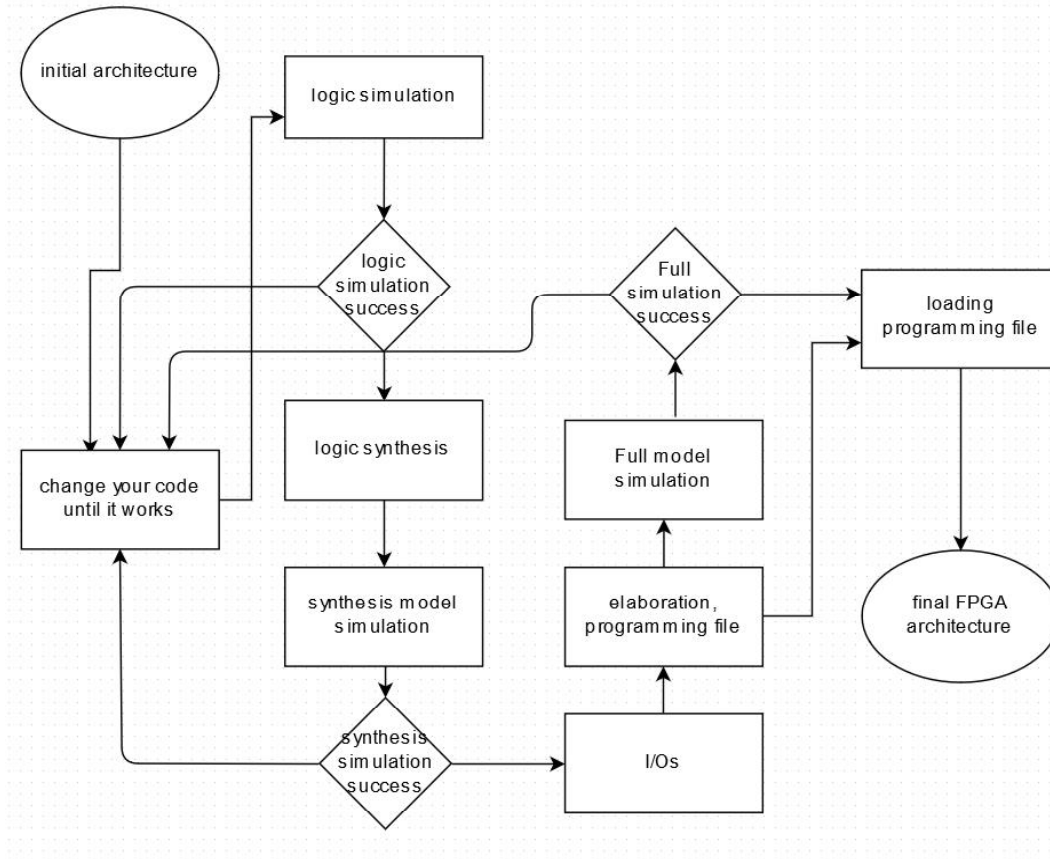 initial architecture
logic simulation
logic
simulation
success
Full
simulation
success
loading
programming file
logic synthesis
Full model
simulation
change your code
until it works
synthesis model
simulation
elaboration,
programming file
final FPGA
architecture
synthesis
simulation
success
I/Os